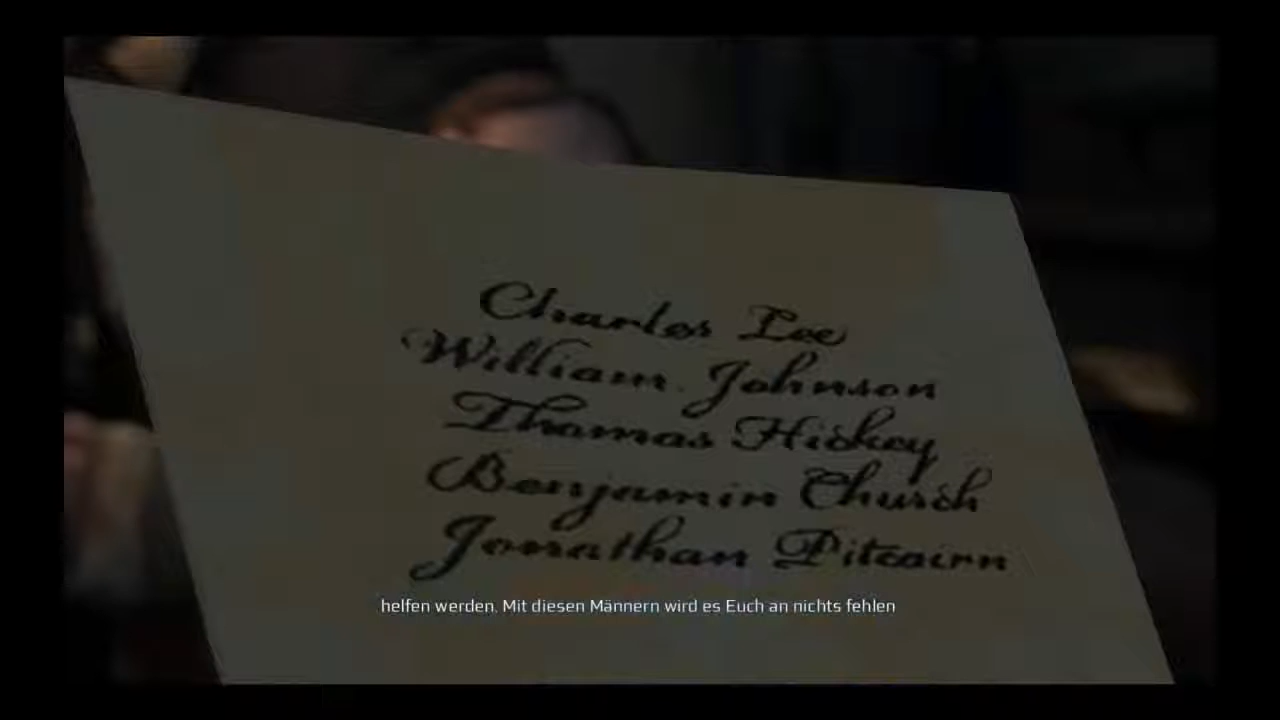 Charles Lee
William Johnson
Thomas Hickey
Benjamin Church
Jonathan Pitcairn
helfen werden. Mit diesen Männern wird es Euch an nichts fehlen